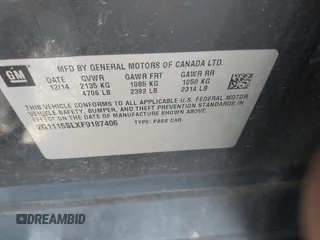 GM
MFD BY GENERAL MOTORS OF CANADA LTD.
DATE GVWR GAWR FRT GAWR RR
12/14 2135 KG 1085 KG 1050 KG
4706 LB 2392 LB 2314 LB
THIS VEHICLE CONFORMS TO ALL APPLICABLE U.S. FEDERAL MOTOR
VEHICLE SAFETY, BUMPER, AND THEFT PREVENTION STANDARDS IN
EFFECT ON THE DATE OF MANUFACTURE SHOWN ABOVE.
2G1115SLXF9187406 TYPE: PASS CAR
DREAMBID